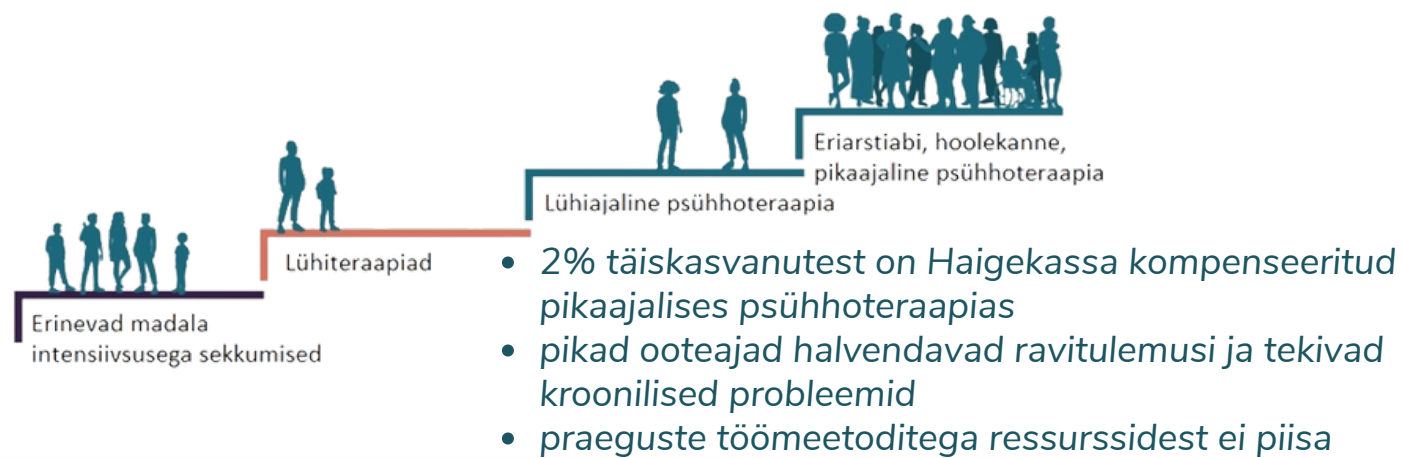 Eriarstiabi, hoolekanne,
pikaajaline psühhoteraapia
Lühiajaline psühhoteraapia
Lühiteraapiad
Erinevad madala
intensiivsusega sekkumised
• 2% täiskasvanutest on Haigekassa kompenseeritud
pikaajalises psühhoteraapias
• pikad ooteajad halvendavad ravitulemusi ja tekivad
kroonilised probleemid
• praeguste töömeetoditega ressurssidest ei piisa